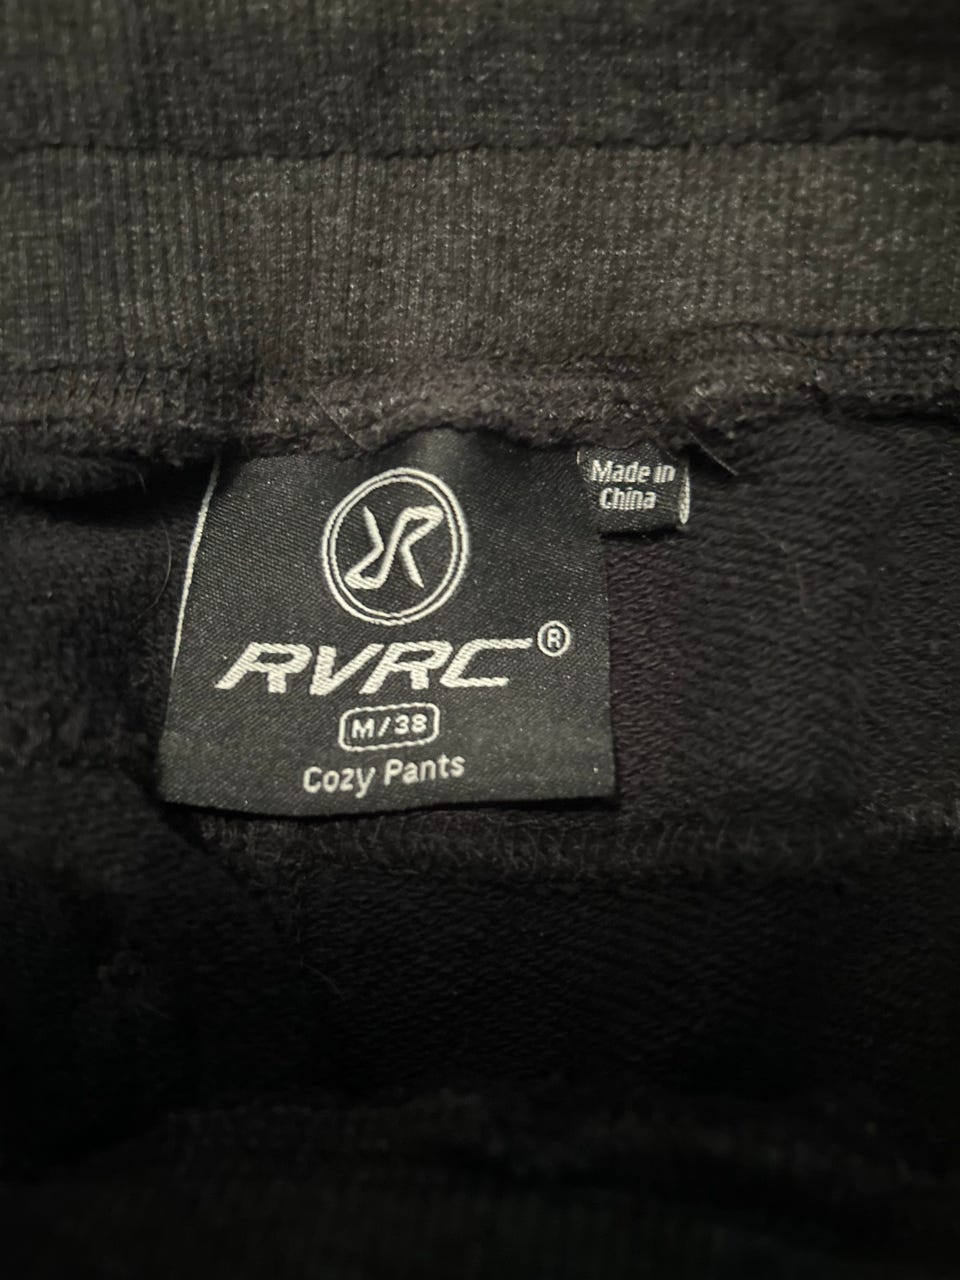 Made in
China
RVRC®
M/38
Cozy Pants